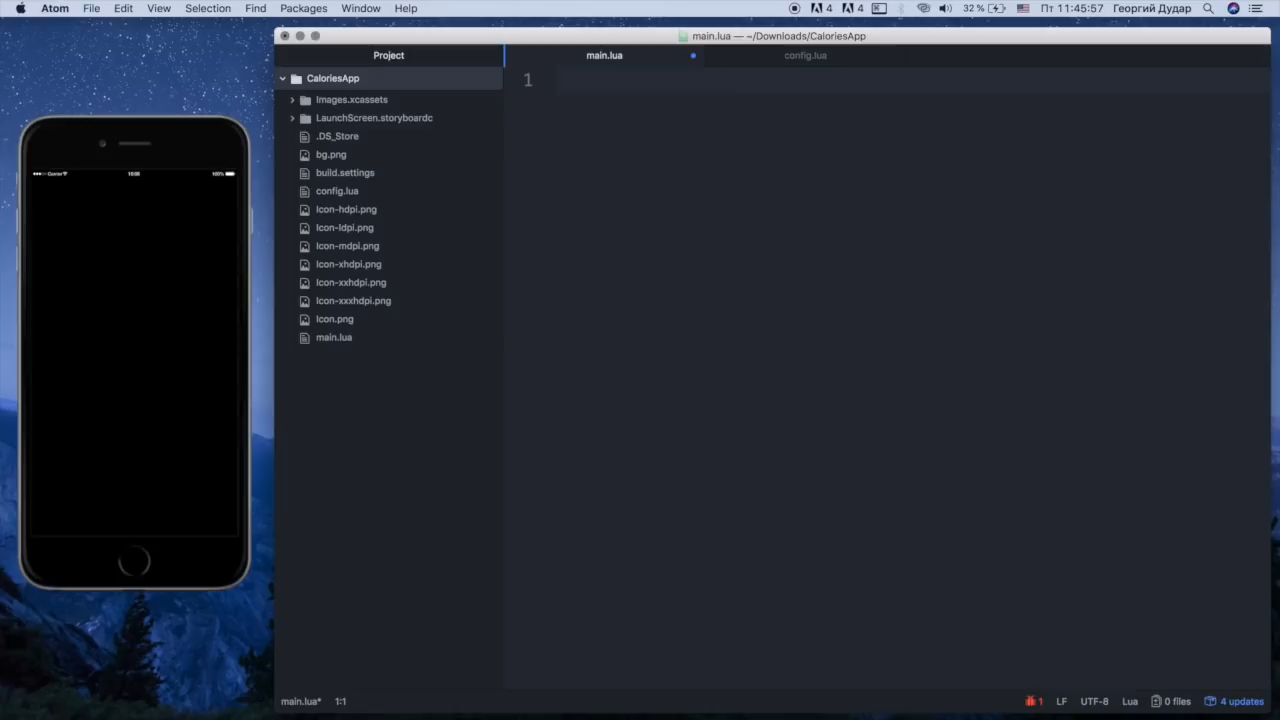 Atom File Edit View Selection Find Packages Window Help 4 4 32 % Пт 11:45:57 Георгий Дудар
main.lua — ~/Downloads/CaloriesApp
Project
main.lua
config.lua
CaloriesApp
1
Images.xcassets
LaunchScreen.storyboardc
.DS_Store
bg.png
build.settings
config.lua
Icon-hdpi.png
Icon-ldpi.png
Icon-mdpi.png
Icon-xhdpi.png
Icon-xxhdpi.png
Icon-xxxhdpi.png
Icon.png
main.lua
Carrier 100%
main.lua* 1:1 1 LF UTF-8 Lua 0 files 4 updates